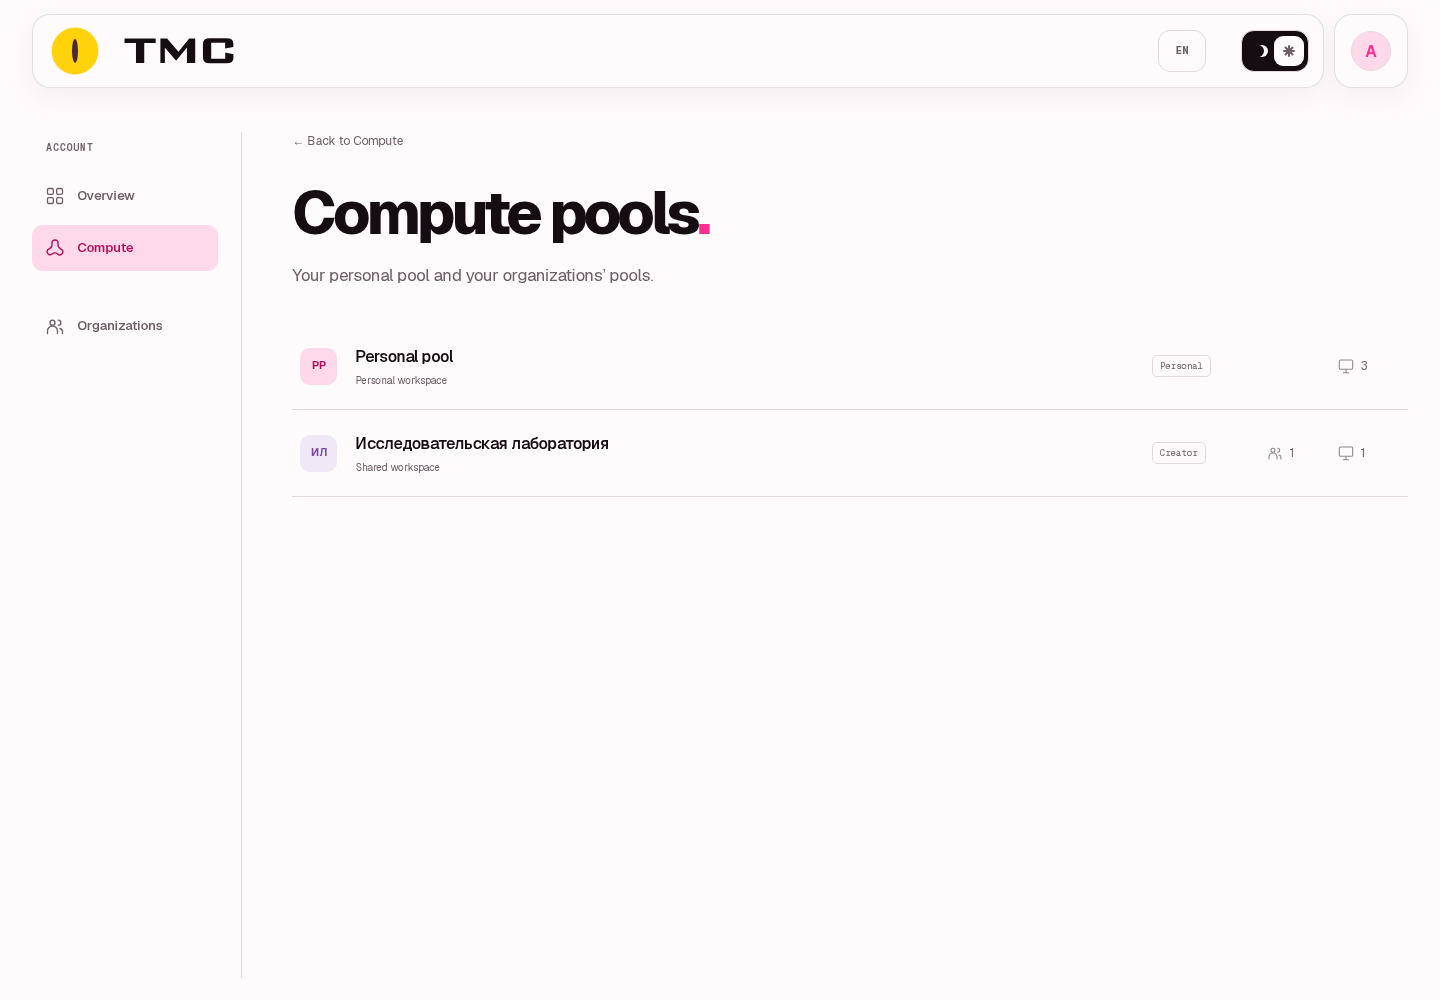 TMC
EN
A
ACCOUNT
Overview
Compute
Organizations
← Back to Compute
Compute pools.
Your personal pool and your organizations’ pools.
PP
Personal pool
Personal workspace
Personal
3
ИЛ
Исследовательская лаборатория
Shared workspace
Creator
1
1